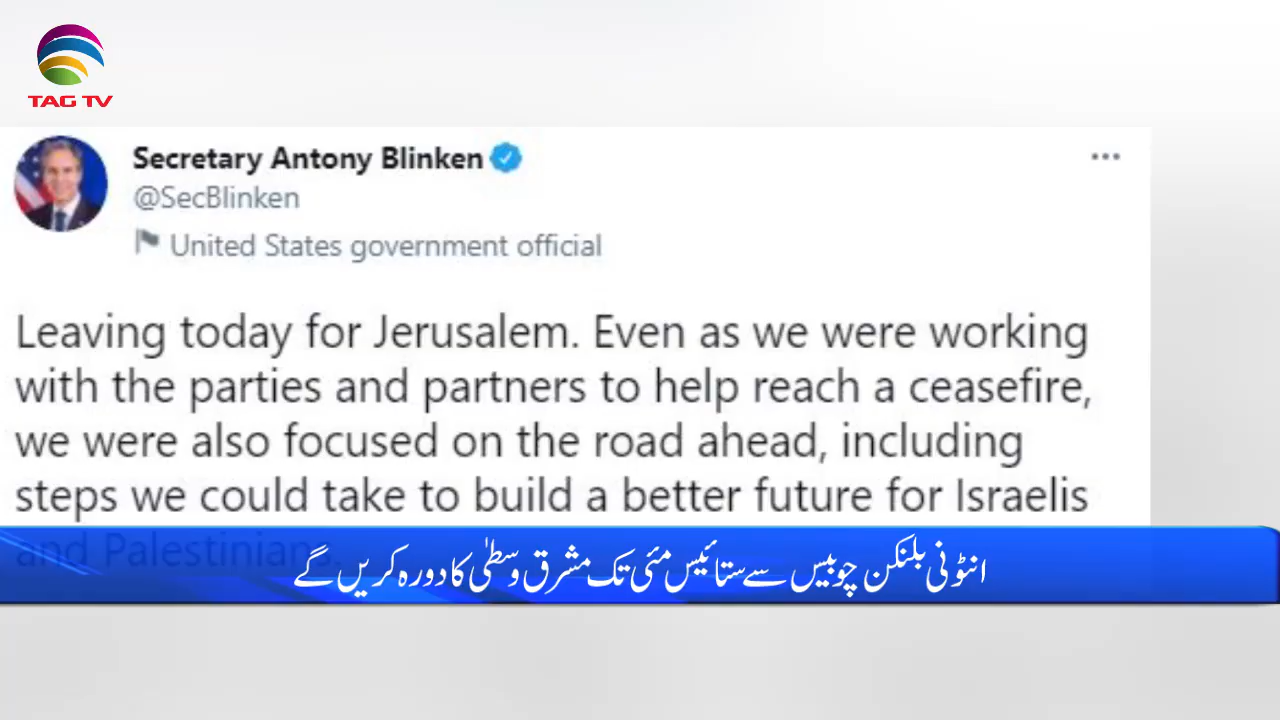 TAG TV
Secretary Antony Blinken
@SecBlinken
United States government official
Leaving today for Jerusalem. Even as we were working
with the parties and partners to help reach a ceasefire,
we were also focused on the road ahead, including
steps we could take to build a better future for Israelis
and Palestinians.
انٹونی بلنکن چوبیس سے ستائیس مئی تک مشرق وسطیٰ کا دورہ کریں گے